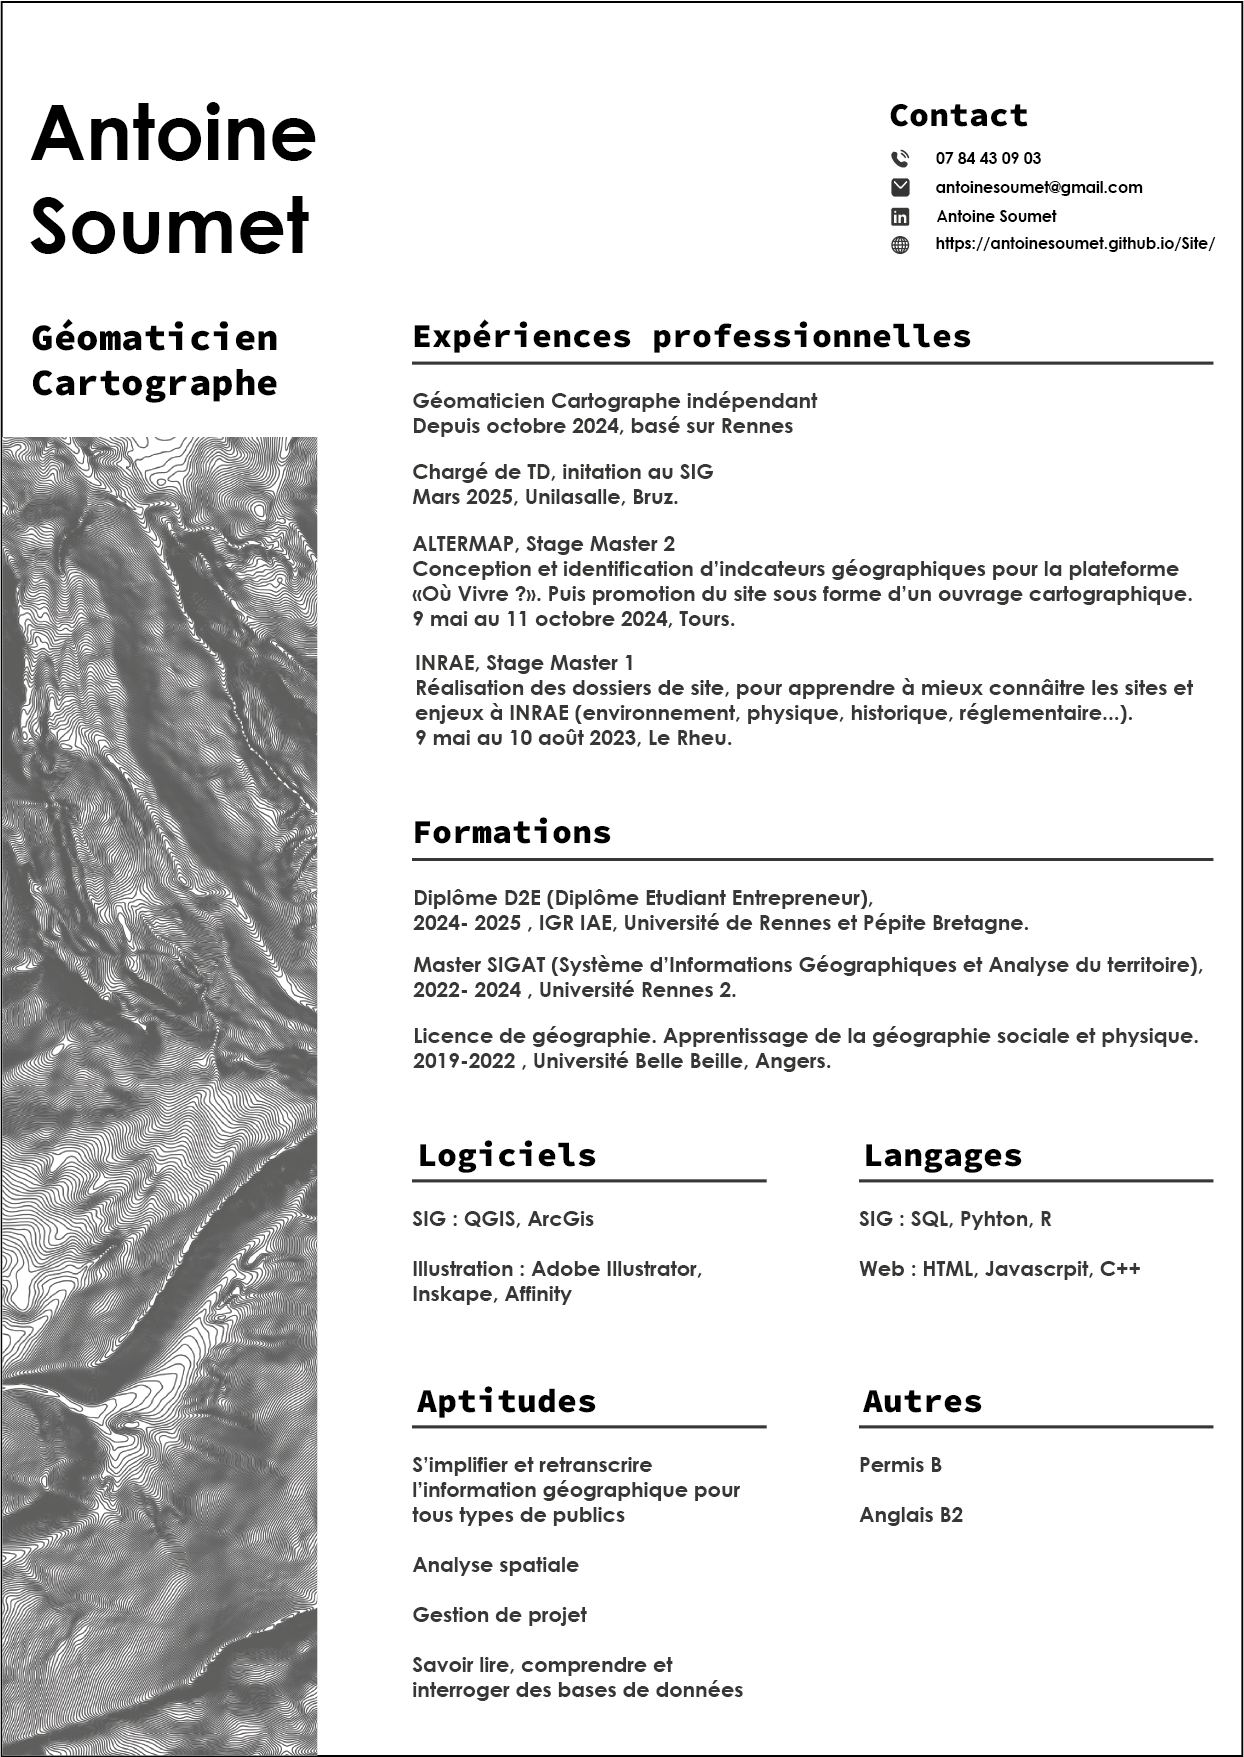 Antoine
Soumet
Contact
07 84 43 09 03
antoinesoumet@gmail.com
in Antoine Soumet
https://antoinesoumet.github.io/Site/
Géomaticien
Cartographe
Expériences professionnelles
Géomaticien Cartographe indépendant
Depuis octobre 2024, basé sur Rennes
Chargé de TD, initation au SIG
Mars 2025, Unilasalle, Bruz.
ALTERMAP, Stage Master 2
Conception et identification d’indcateurs géographiques pour la plateforme
«Où Vivre ?». Puis promotion du site sous forme d’un ouvrage cartographique.
9 mai au 11 octobre 2024, Tours.
INRAE, Stage Master 1
Réalisation des dossiers de site, pour apprendre à mieux connâitre les sites et
enjeux à INRAE (environnement, physique, historique, réglementaire...).
9 mai au 10 août 2023, Le Rheu.
Formations
Diplôme D2E (Diplôme Etudiant Entrepreneur),
2024- 2025 , IGR IAE, Université de Rennes et Pépite Bretagne.
Master SIGAT (Système d’Informations Géographiques et Analyse du territoire),
2022- 2024 , Université Rennes 2.
Licence de géographie. Apprentissage de la géographie sociale et physique.
2019-2022 , Université Belle Beille, Angers.
Logiciels
SIG : QGIS, ArcGis
Illustration : Adobe Illustrator,
Inskape, Affinity
Langages
SIG : SQL, Pyhton, R
Web : HTML, Javascrpit, C++
Aptitudes
S’implifier et retranscrire
l’information géographique pour
tous types de publics
Analyse spatiale
Gestion de projet
Savoir lire, comprendre et
interroger des bases de données
Autres
Permis B
Anglais B2